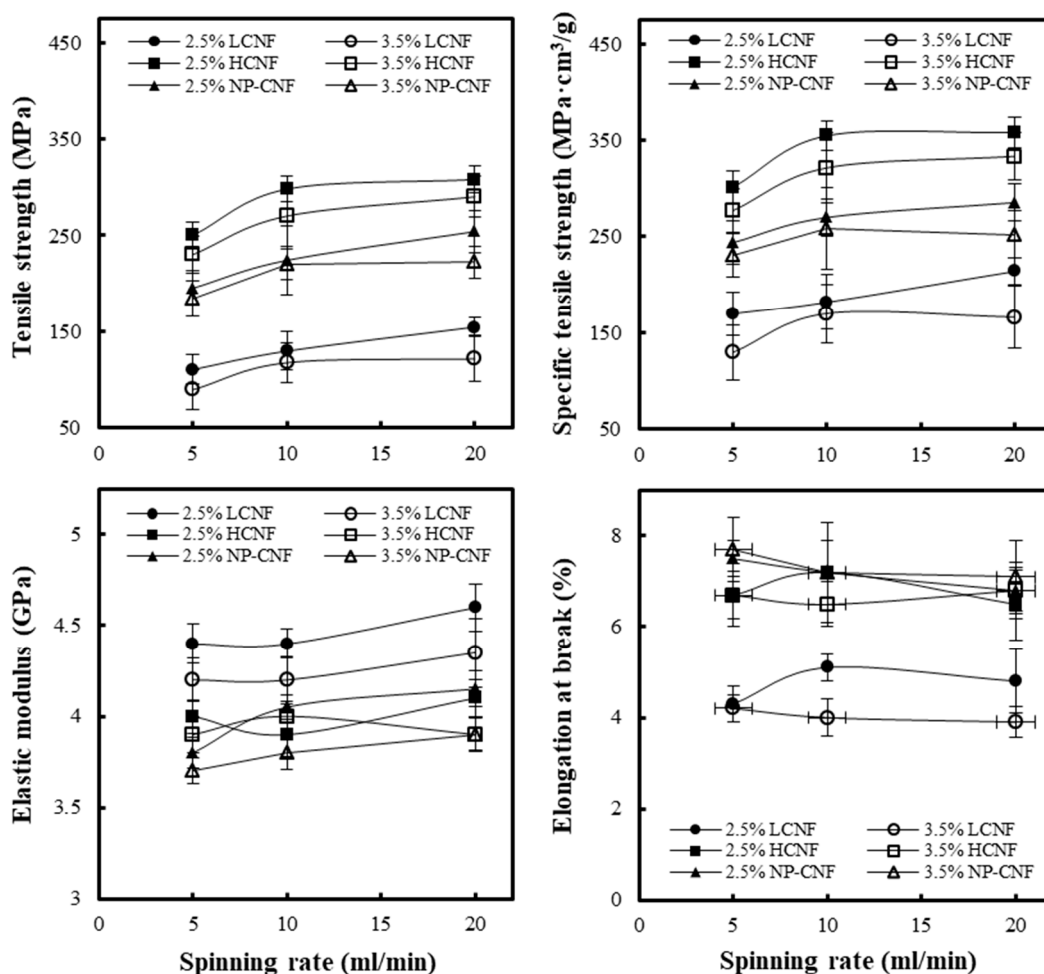 Tensile strength (MPa)
450
350
250
150
50
0
5
10
20
2.5% LCNF
3.5% LCNF
2.5% HCNF
3.5% HCNF
2.5% NP-CNF
3.5% NP-CNF
Specific tensile strength (MPa·cm³/g)
450
350
250
150
50
0
5
10
20
2.5% LCNF
3.5% LCNF
2.5% HCNF
3.5% HCNF
2.5% NP-CNF
3.5% NP-CNF
Elastic modulus (GPa)
5
4.5
4
3.5
3
0
5
10
20
2.5% LCNF
3.5% LCNF
2.5% HCNF
3.5% HCNF
2.5% NP-CNF
3.5% NP-CNF
Spinning rate (ml/min)
Elongation at break (%)
8
6
4
2
0
0
5
10
20
2.5% LCNF
3.5% LCNF
2.5% HCNF
3.5% HCNF
2.5% NP-CNF
3.5% NP-CNF
Spinning rate (ml/min)